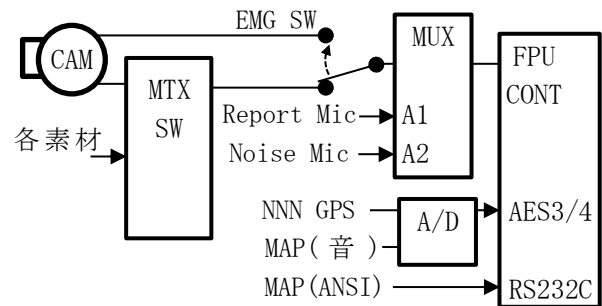 EMG SW
CAM
MUX
FPU
CONT
MTX
SW
Report Mic
A1
各素材
Noise Mic
A2
NNN GPS
A/D
AES3/4
MAP(音)
MAP(ANSI)
RS232C